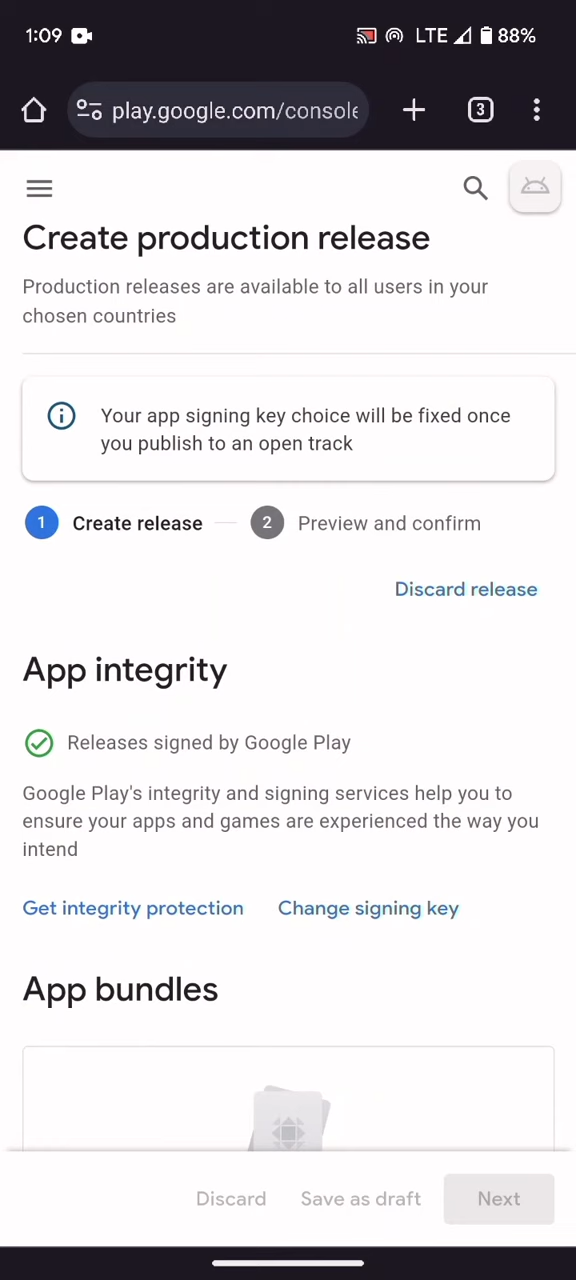 1:09 LTE 88%
play.google.com/console 3
Create production release
Production releases are available to all users in your
chosen countries
Your app signing key choice will be fixed once
you publish to an open track
1 Create release 2 Preview and confirm
Discard release
App integrity
Releases signed by Google Play
Google Play's integrity and signing services help you to
ensure your apps and games are experienced the way you
intend
Get integrity protection Change signing key
App bundles
Discard Save as draft Next